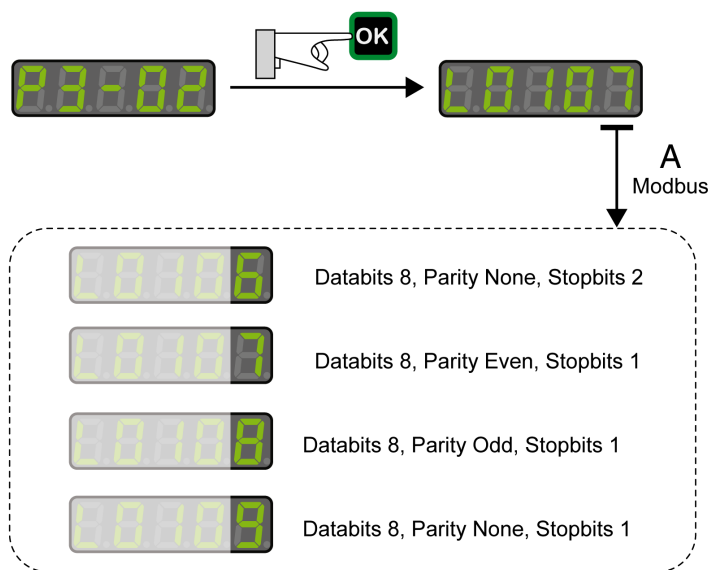 OK
P3-02
L0107
A
Modbus
L0106
Databits 8, Parity None, Stopbits 2
L0107
Databits 8, Parity Even, Stopbits 1
L0108
Databits 8, Parity Odd, Stopbits 1
L0109
Databits 8, Parity None, Stopbits 1